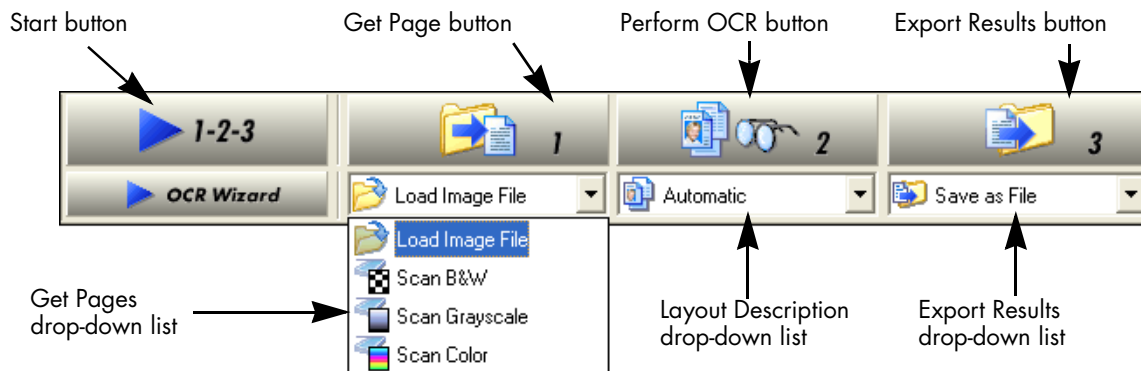 Start button
Get Page button
Perform OCR button
Export Results button
1-2-3
1
2
3
OCR Wizard
Load Image File
Automatic
Save as File
Load Image File
Scan B&W
Scan Grayscale
Scan Color
Get Pages
drop-down list
Layout Description
drop-down list
Export Results
drop-down list